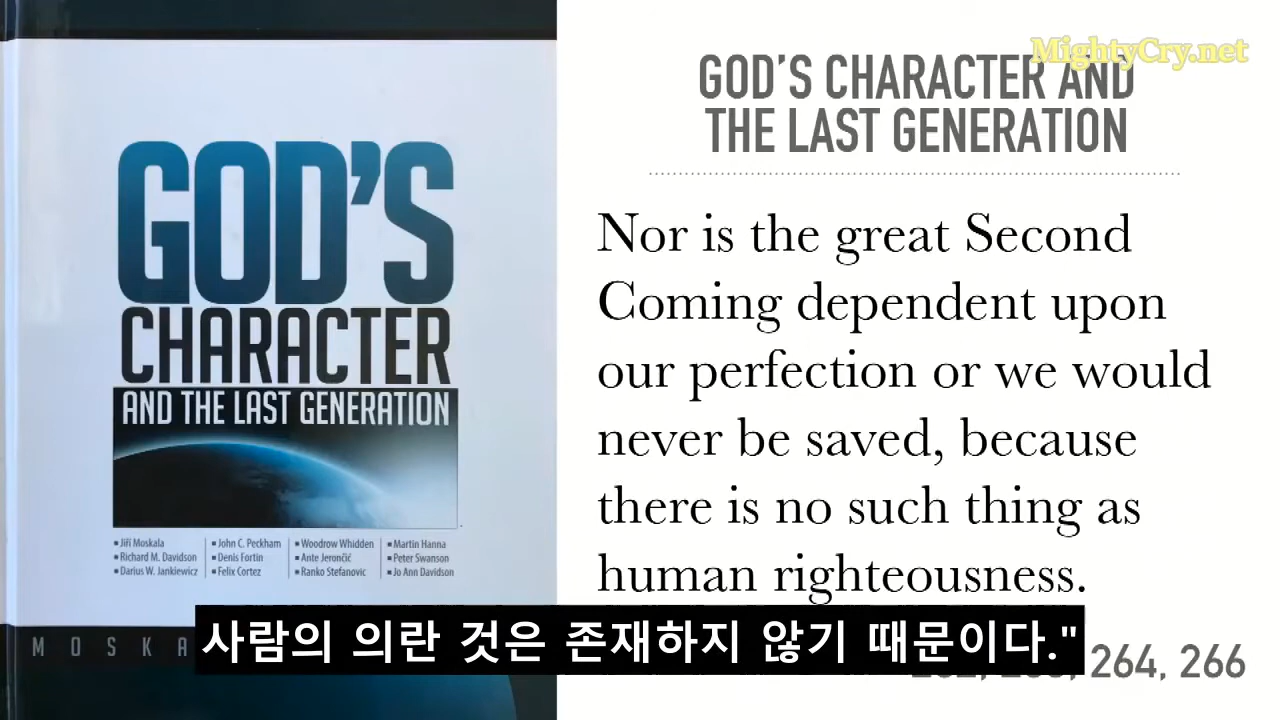 MightyCry.net
GOD'S
CHARACTER
AND THE LAST GENERATION
▪ Jiří Moskala
▪ Richard M. Davidson
▪ Darius W. Jankiewicz
▪ John C. Peckham
▪ Denis Fortin
▪ Felix Cortez
▪ Woodrow Whidden
▪ Ante Jerončić
▪ Ranko Stefanovic
▪ Martin Hanna
▪ Peter Swanson
▪ Jo Ann Davidson
GOD'S CHARACTER AND
THE LAST GENERATION
Nor is the great Second
Coming dependent upon
our perfection or we would
never be saved, because
there is no such thing as
human righteousness.
264, 266
사람의 의란 것은 존재하지 않기 때문이다."